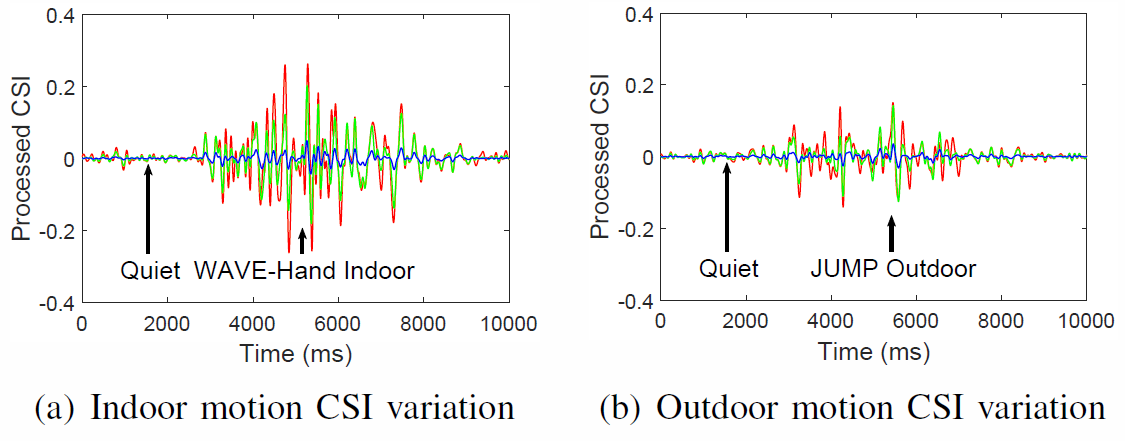 0.4
0.2
0
-0.2
-0.4
Processed CSI
Quiet WAVE-Hand Indoor
0 2000 4000 6000 8000 10000
Time (ms)
(a) Indoor motion CSI variation
0.4
0.2
0
-0.2
-0.4
Processed CSI
Quiet JUMP Outdoor
0 2000 4000 6000 8000 10000
Time (ms)
(b) Outdoor motion CSI variation